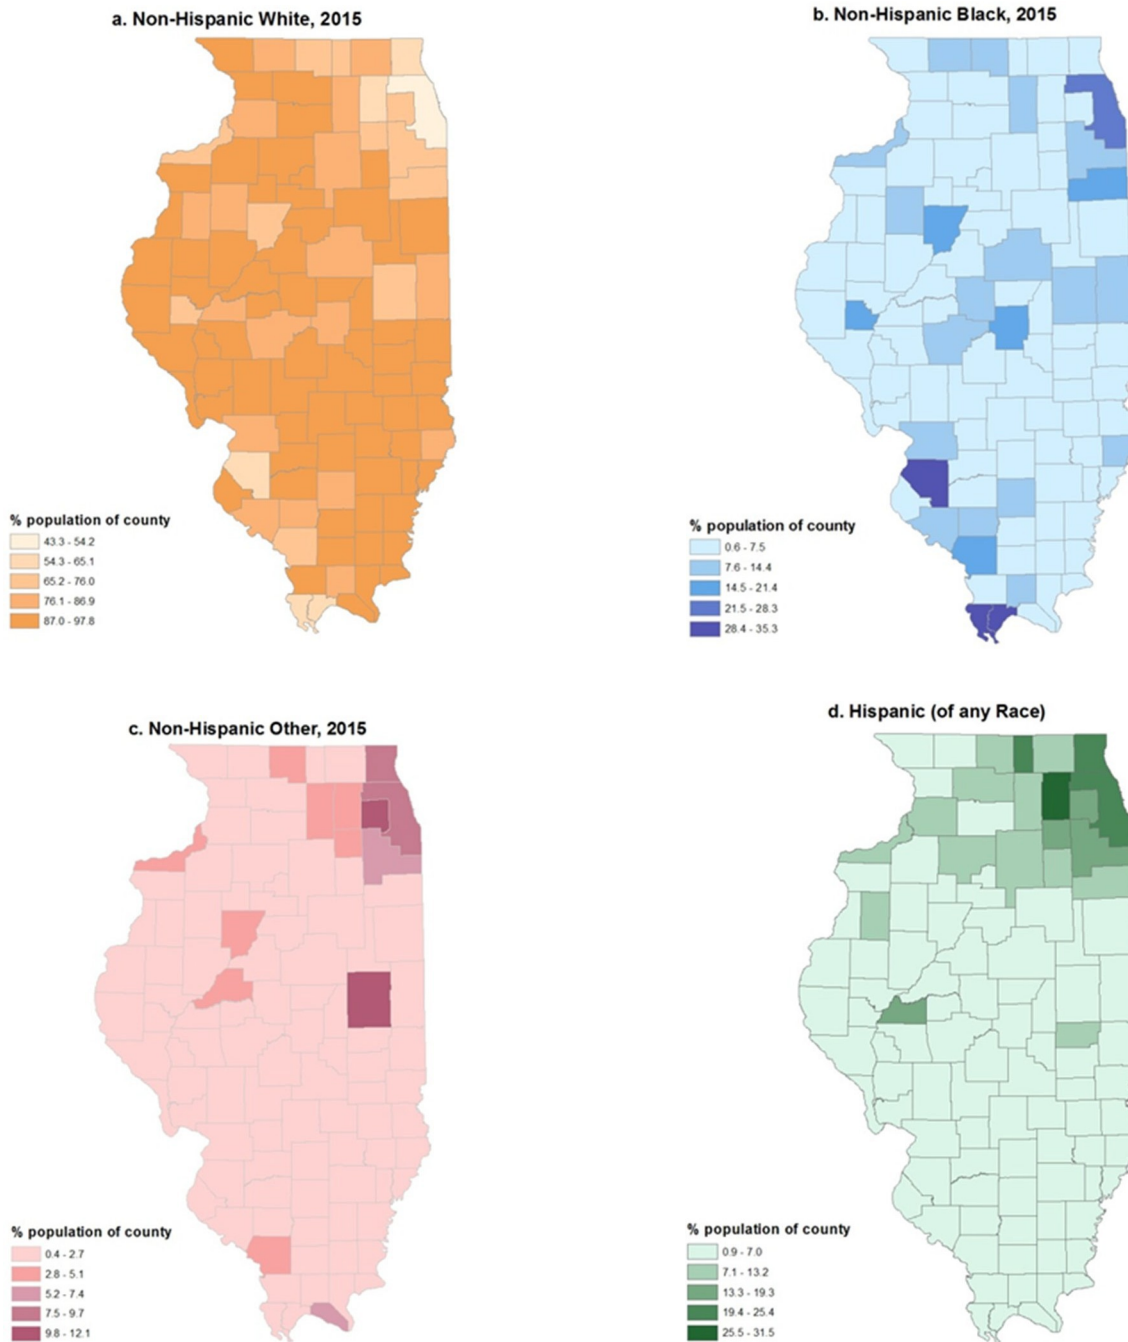 a. Non-Hispanic White, 2015
b. Non-Hispanic Black, 2015
% population of county
43.3 - 54.2
54.3 - 65.1
65.2 - 76.0
76.1 - 86.9
87.0 - 97.8
% population of county
0.6 - 7.5
7.6 - 14.4
14.5 - 21.4
21.5 - 28.3
28.4 - 35.3
c. Non-Hispanic Other, 2015
d. Hispanic (of any Race)
% population of county
0.4 - 2.7
2.8 - 5.1
5.2 - 7.4
7.5 - 9.7
9.8 - 12.1
% population of county
0.9 - 7.0
7.1 - 13.2
13.3 - 19.3
19.4 - 25.4
25.5 - 31.5